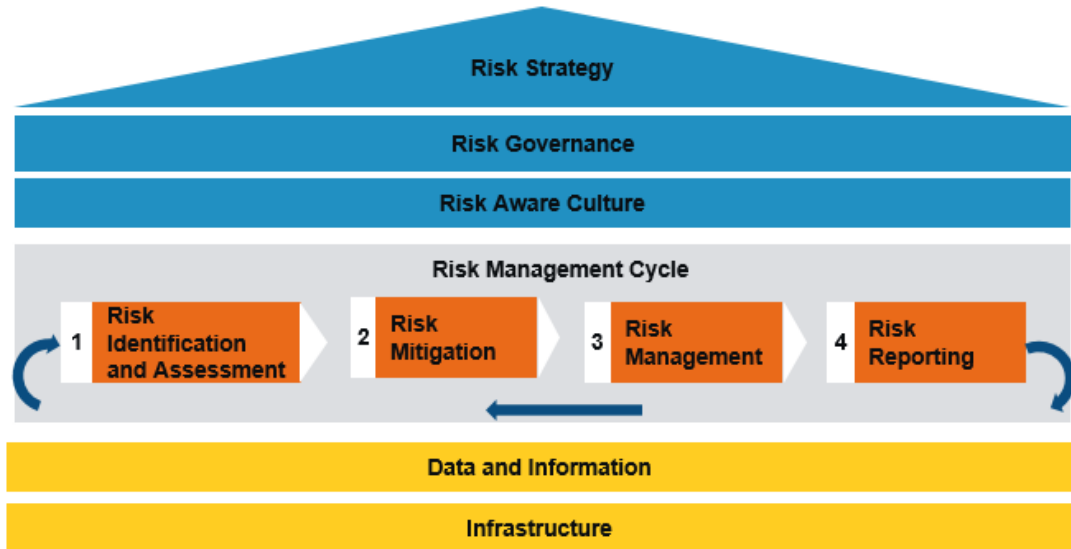 Risk Strategy
Risk Governance
Risk Aware Culture
Risk Management Cycle
1
Risk
Identification
and Assessment
2
Risk
Mitigation
3
Risk
Management
4
Risk
Reporting
Data and Information
Infrastructure